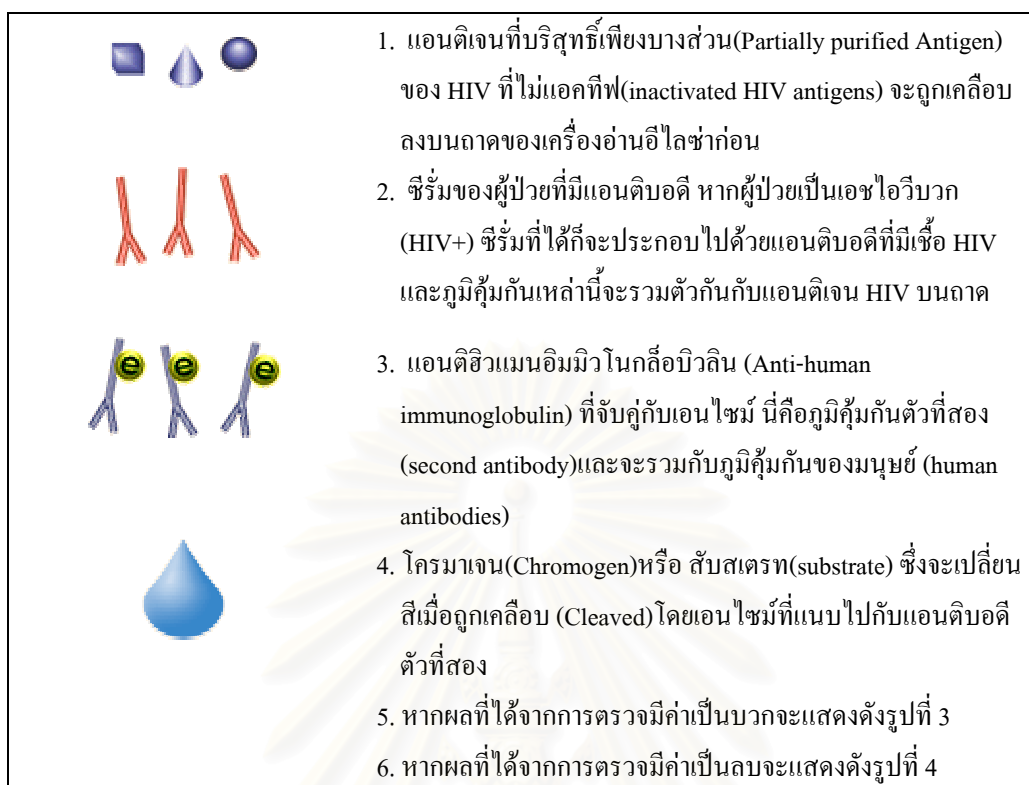 1. แอนติเจนที่บริสุทธิ์เพียงบางส่วน(Partially purified Antigen)
ของ HIV ที่ไม่แอคทีฟ(inactivated HIV antigens) จะถูกเคลือบ
ลงบนถาดของเครื่องอ่านอีไลซ่าก่อน
2. ซีรั่มของผู้ป่วยที่มีแอนติบอดี หากผู้ป่วยเป็นเอชไอวีบวก
(HIV+) ซีรั่มที่ได้ก็จะประกอบไปด้วยแอนติบอดีที่มีเชื้อ HIV
และภูมิคุ้มกันเหล่านี้จะรวมตัวกันกับแอนติเจน HIV บนถาด
e e e
3. แอนติฮิวแมนอิมมิวโนกล็อบิวลิน (Anti-human
immunoglobulin) ที่จับคู่กับเอนไซม์ นี่คือภูมิคุ้มกันตัวที่สอง
(second antibody)และจะรวมกับภูมิคุ้มกันของมนุษย์ (human
antibodies)
4. โครมาเจน(Chromogen)หรือ สับสเตรท(substrate) ซึ่งจะเปลี่ยน
สีเมื่อถูกเคลือบ (Cleaved)โดยเอนไซม์ที่แนบไปกับแอนติบอดี
ตัวที่สอง
5. หากผลที่ได้จากการตรวจมีค่าเป็นบวกจะแสดงดังรูปที่ 3
6. หากผลที่ได้จากการตรวจมีค่าเป็นลบจะแสดงดังรูปที่ 4